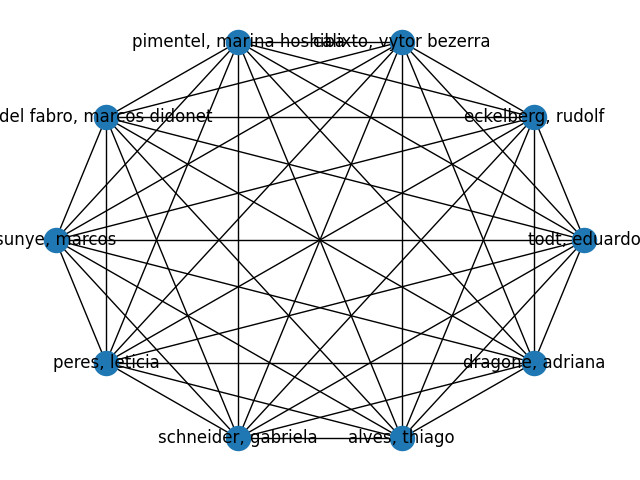 pimentel, marina hoshiba
calixto, vytor bezerra
del fabro, marcos didonet
eckelberg, rudolf
sunye, marcos
todt, eduardo
peres, leticia
dragone, adriana
schneider, gabriela
alves, thiago